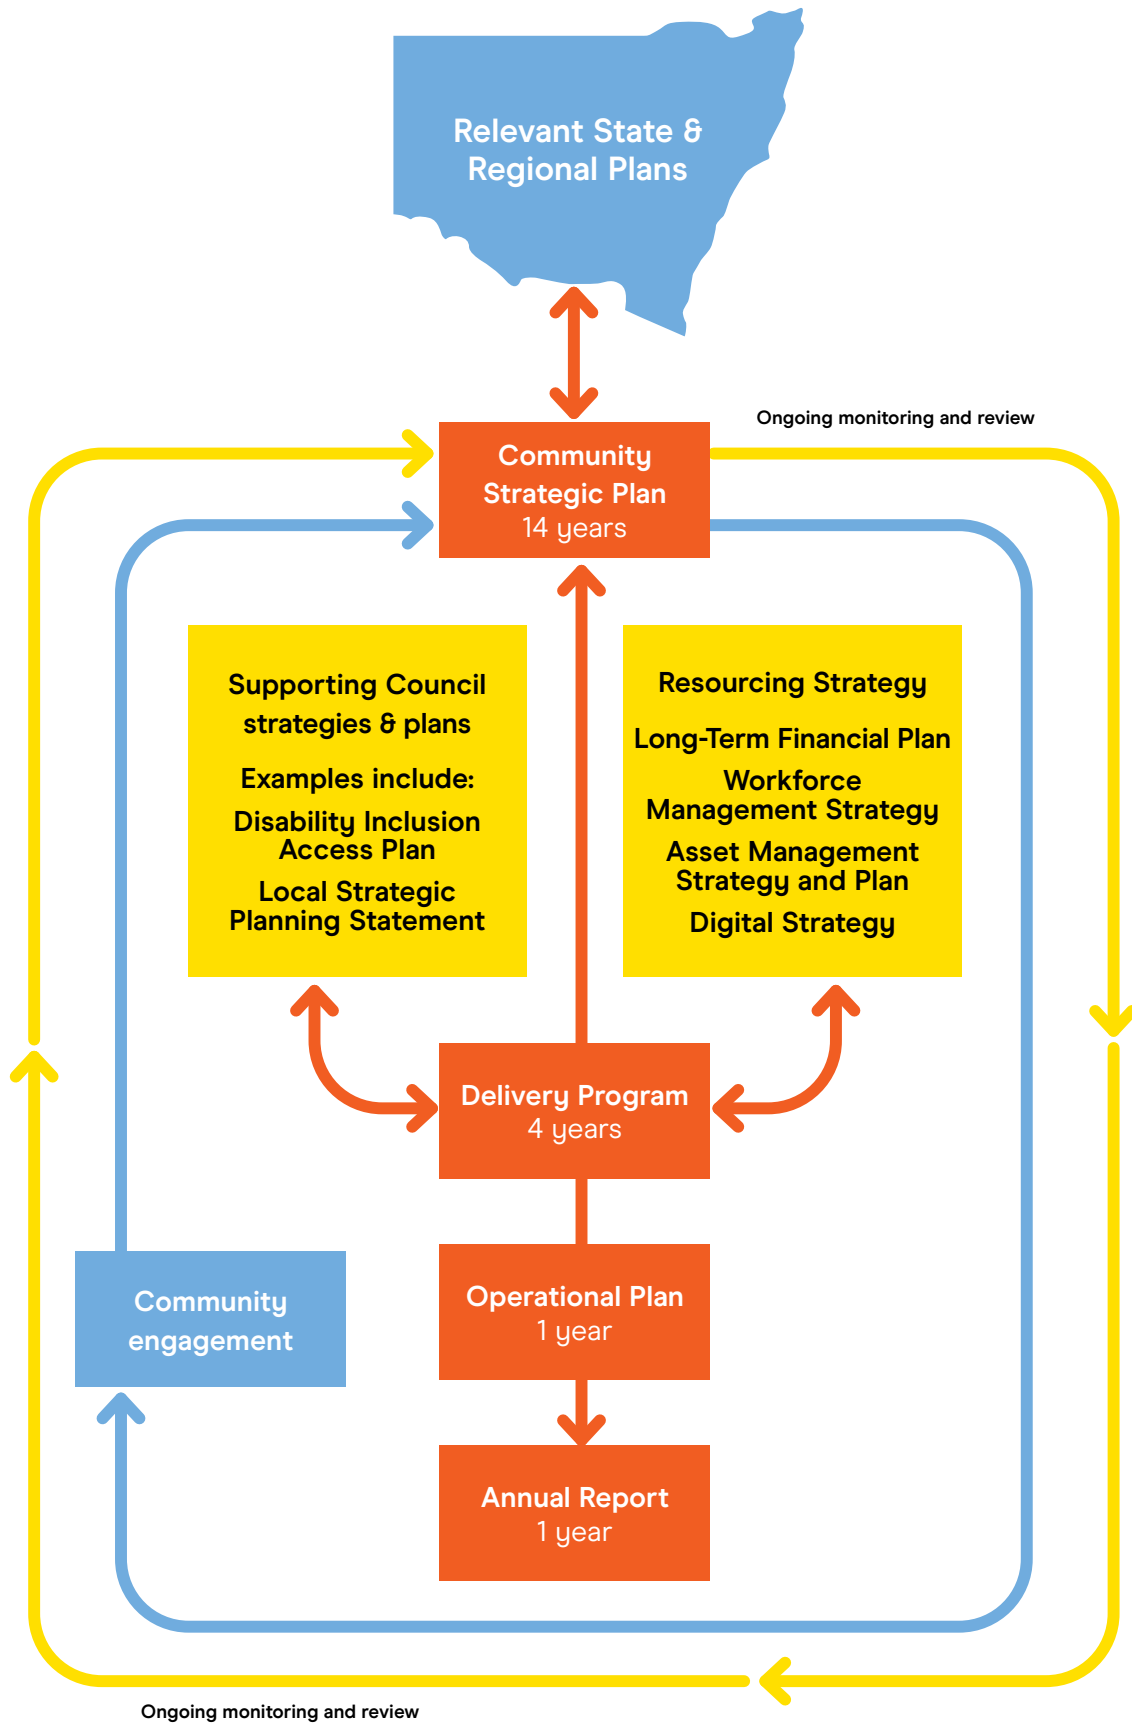 Relevant State &
Regional Plans
Ongoing monitoring and review
Community
Strategic Plan
14 years
Supporting Council
strategies & plans
Examples include:
Disability Inclusion
Access Plan
Local Strategic
Planning Statement
Resourcing Strategy
Long-Term Financial Plan
Workforce
Management Strategy
Asset Management
Strategy and Plan
Digital Strategy
Delivery Program
4 years
Community
engagement
Operational Plan
1 year
Annual Report
1 year
Ongoing monitoring and review